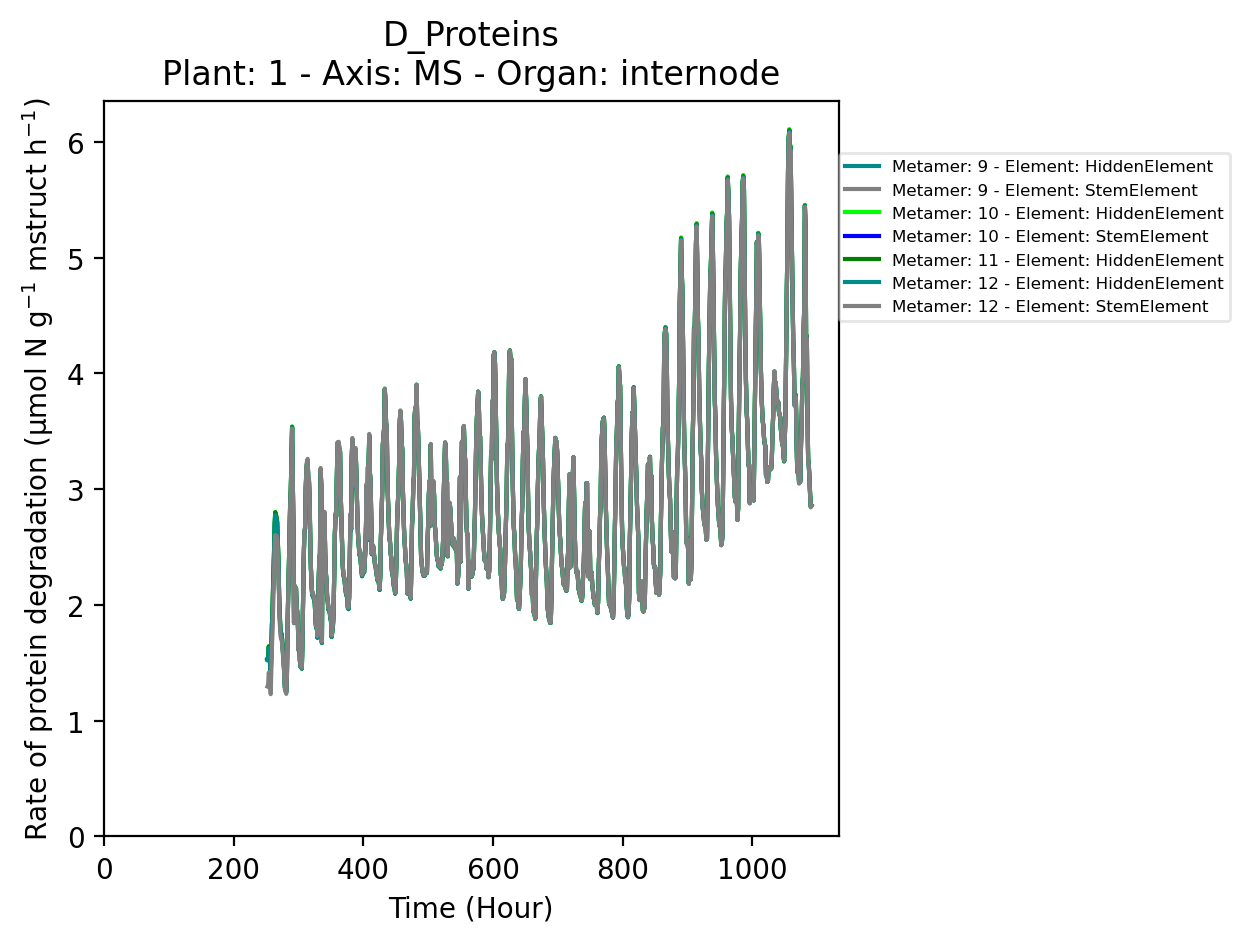 D_Proteins
Plant: 1 - Axis: MS - Organ: internode
Rate of protein degradation (µmol N g⁻¹ mstruct h⁻¹)
6
5
4
3
2
1
0
0 200 400 600 800 1000
Time (Hour)
Metamer: 9 - Element: HiddenElement
Metamer: 9 - Element: StemElement
Metamer: 10 - Element: HiddenElement
Metamer: 10 - Element: StemElement
Metamer: 11 - Element: HiddenElement
Metamer: 12 - Element: HiddenElement
Metamer: 12 - Element: StemElement